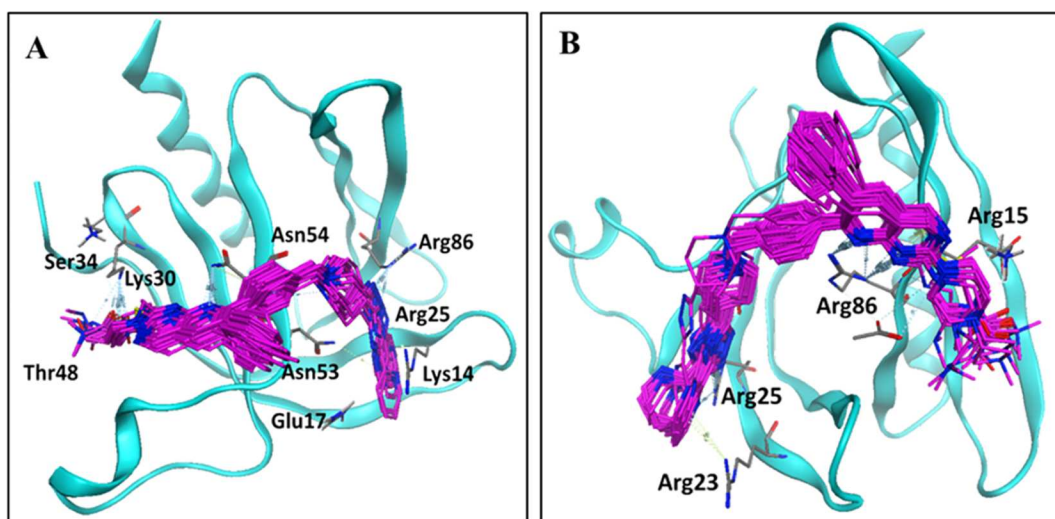 A
Asn54
Arg86
Ser34
Lys30
Arg25
Thr48
Asn53
Lys14
Glu17
B
Arg15
Arg86
Arg25
Arg23